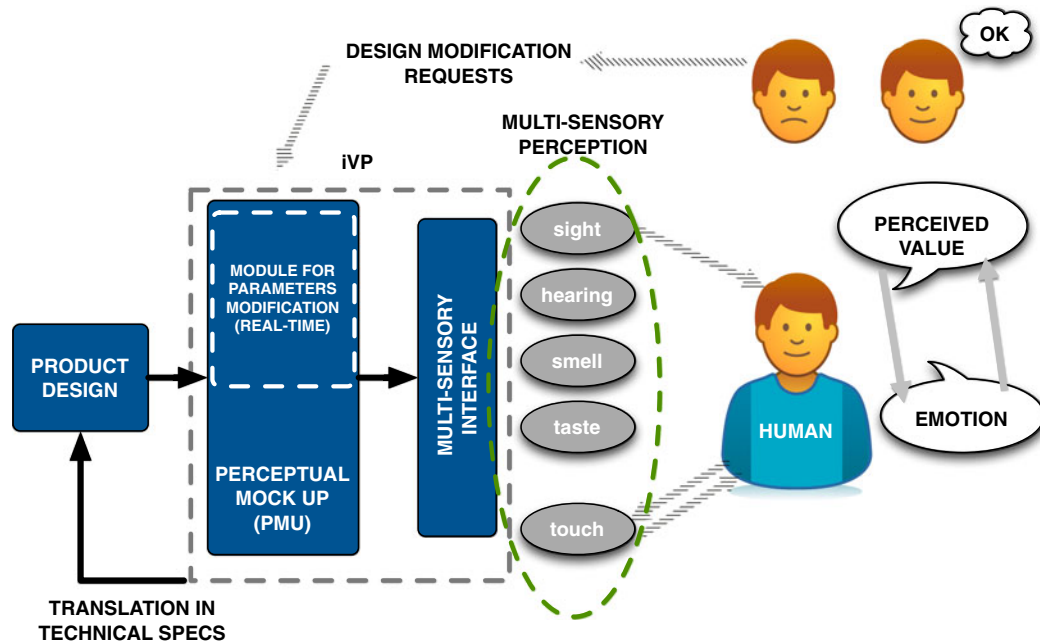 OK
DESIGN MODIFICATION
REQUESTS
MULTI-SENSORY
PERCEPTION
iVP
MODULE FOR
PARAMETERS
MODIFICATION
(REAL-TIME)
PERCEPTUAL
MOCK UP
(PMU)
MULTI-SENSORY
INTERFACE
PRODUCT
DESIGN
sight
hearing
smell
taste
touch
PERCEIVED
VALUE
EMOTION
HUMAN
TRANSLATION IN
TECHNICAL SPECS